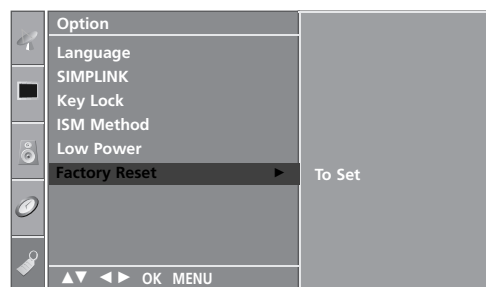 Option
Language
SIMPLINK
Key Lock
ISM Method
Low Power
Factory Reset ►
To Set
▲▼ ◄► OK MENU